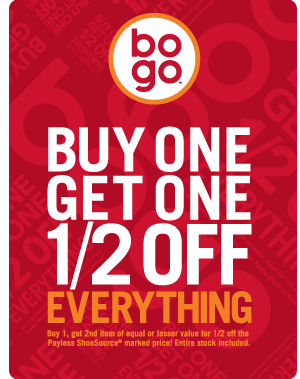 bo
go.
BUY ONE
GET ONE
1/2 OFF
EVERYTHING
Buy 1, get 2nd item of equal or lesser value for 1/2 off the
Payless ShoeSource® marked price! Entire stock included.